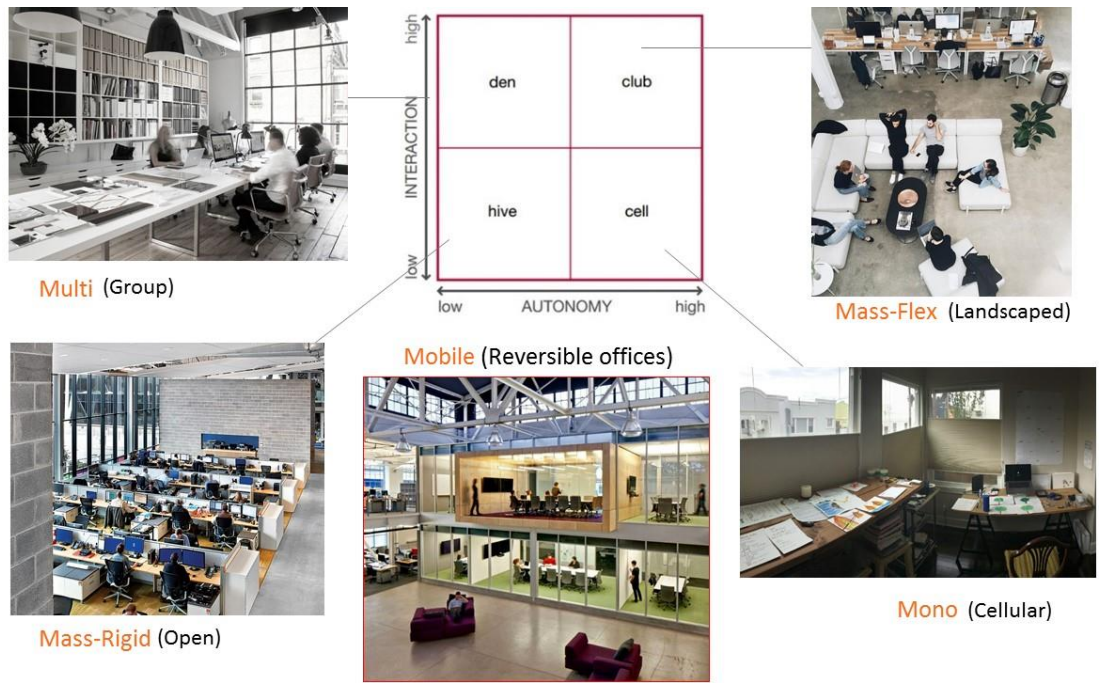 high
INTERACTION
low
den
club
hive
cell
low
AUTONOMY
high
Multi (Group)
Mass-Flex (Landscaped)
Mobile (Reversible offices)
Mass-Rigid (Open)
Mono (Cellular)